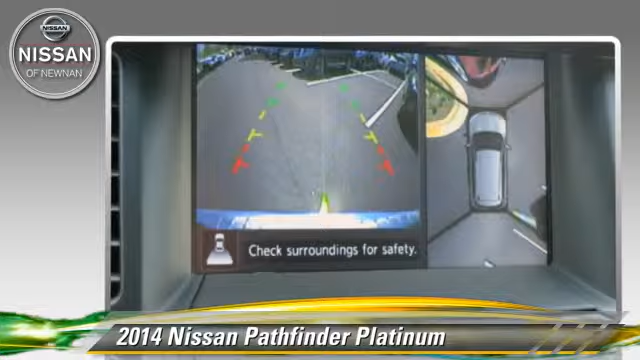 NISSAN
NISSAN
OF NEWNAN
Check surroundings for safety.
2014 Nissan Pathfinder Platinum